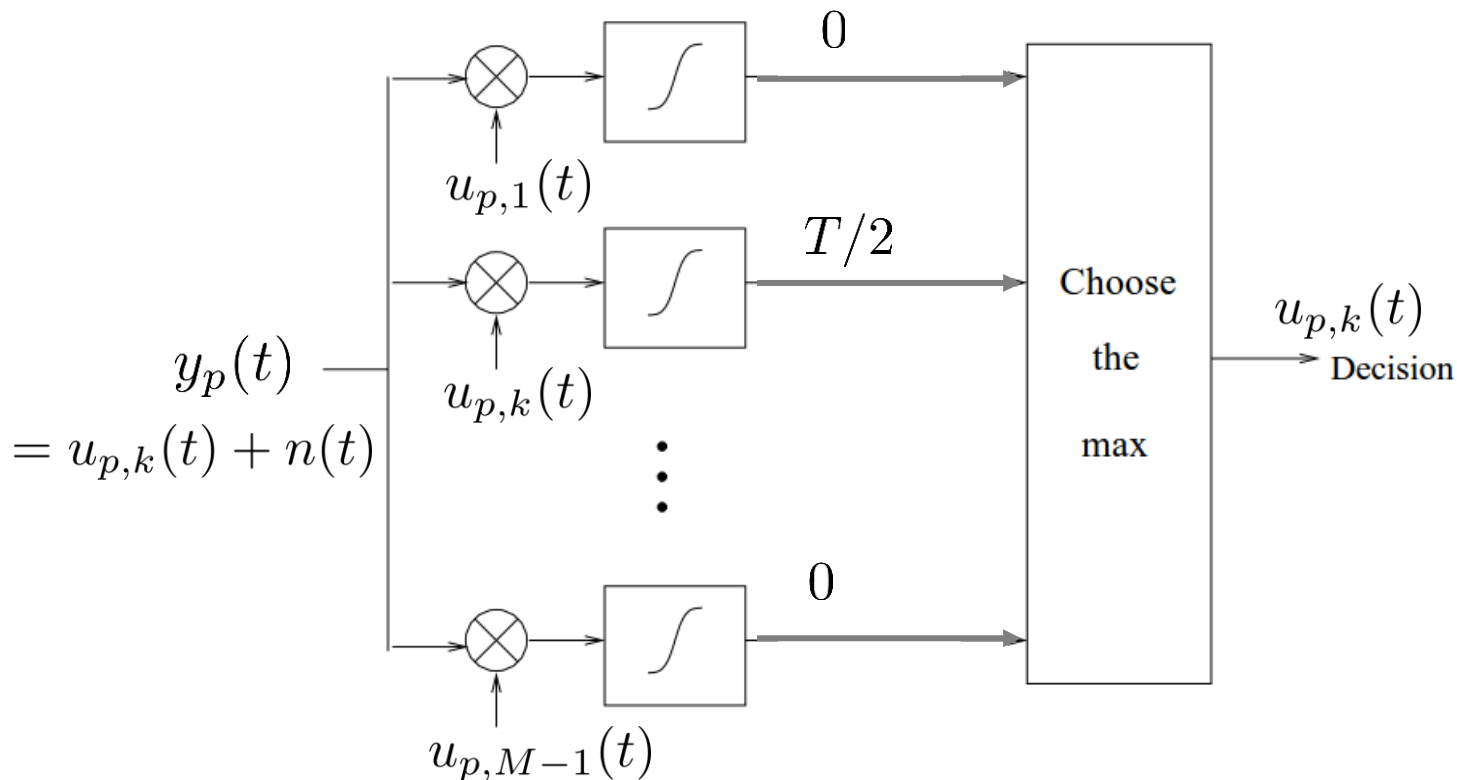 0
u_{p,1}(t)
T/2
Choose
the
max
u_{p,k}(t)
Decision
y_p(t)
= u_{p,k}(t) + n(t)
u_{p,k}(t)
0
u_{p,M-1}(t)